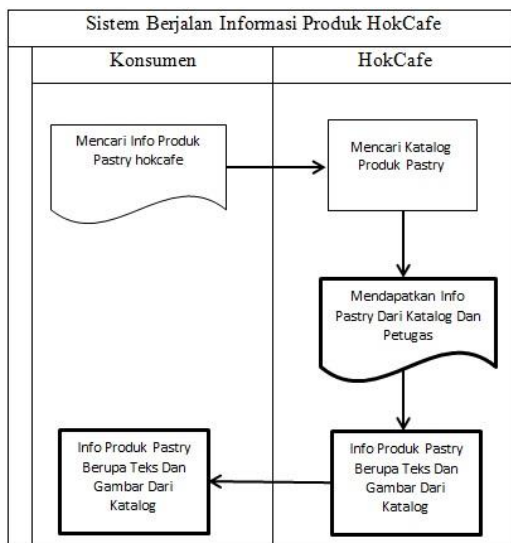 Sistem Berjalan Informasi Produk HokCafe
Konsumen
HokCafe
Mencari Info Produk
Pastry hokcafe
Mencari Katalog
Produk Pastry
Mendapatkan Info
Pastry Dari Katalog Dan
Petugas
Info Produk Pastry
Berupa Teks Dan
Gambar Dari
Katalog
Info Produk Pastry
Berupa Teks Dan
Gambar Dari
Katalog